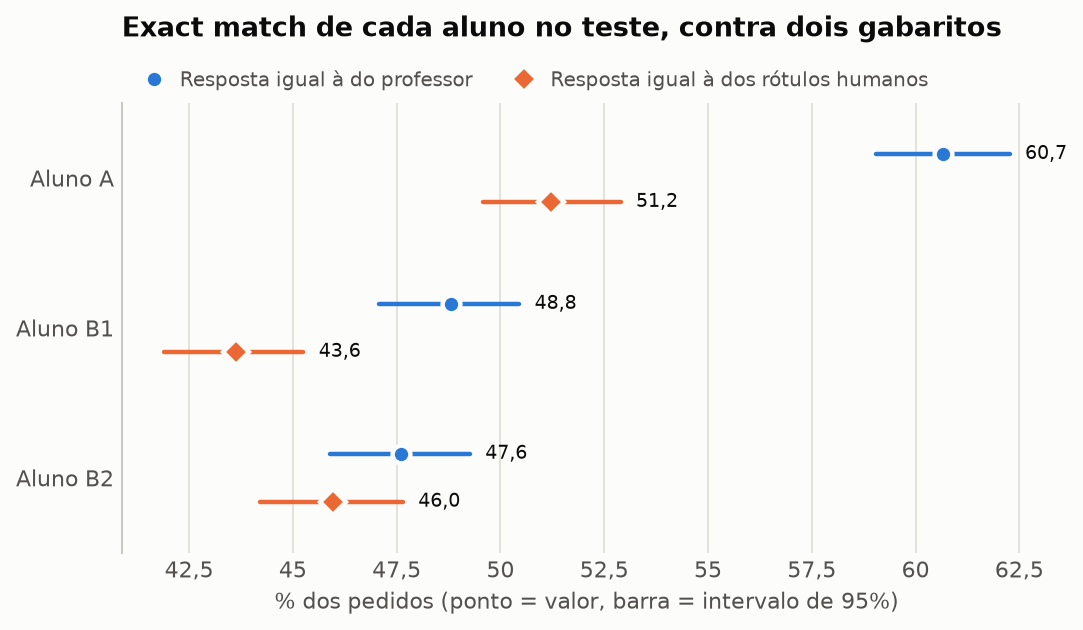 Exact match de cada aluno no teste, contra dois gabaritos
Resposta igual à do professor
Resposta igual à dos rótulos humanos
Aluno A
60,7
51,2
Aluno B1
48,8
43,6
Aluno B2
47,6
46,0
42,5 45 47,5 50 52,5 55 57,5 60 62,5
% dos pedidos (ponto = valor, barra = intervalo de 95%)